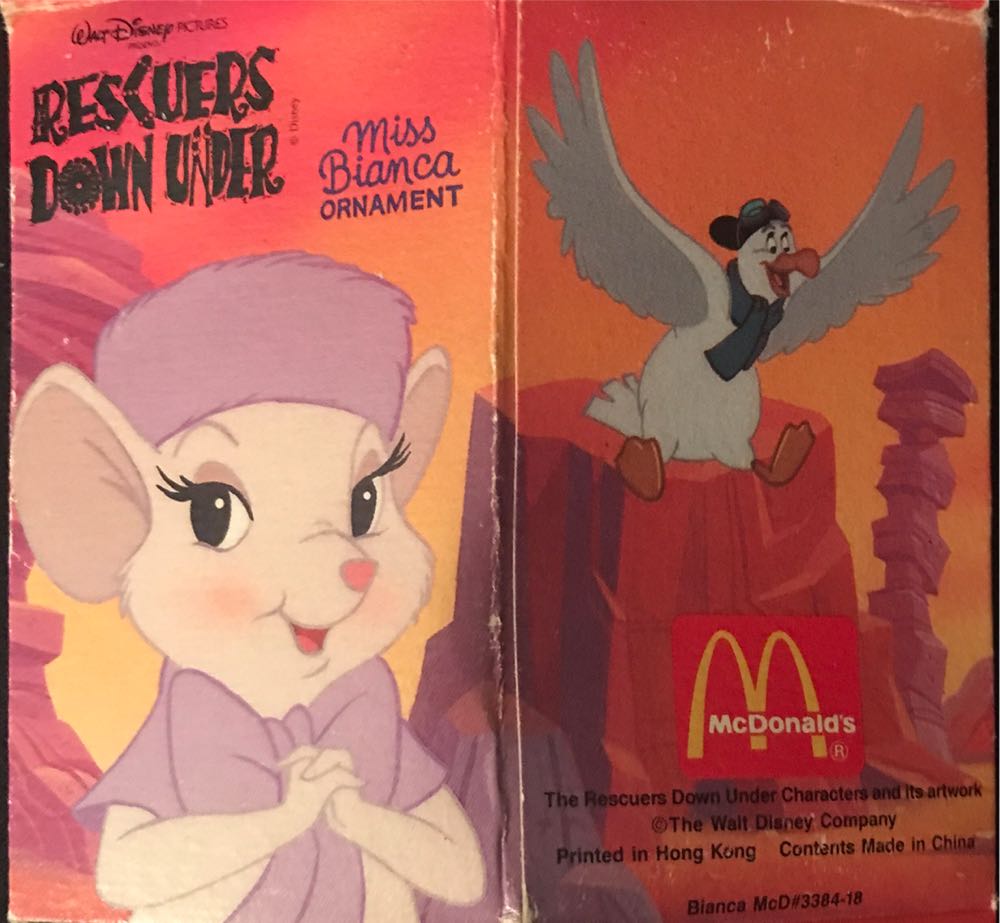 WALT DISNEY PICTURES
PRESENTS
RESCUERS
DOWN UNDER
© Disney
Miss
Bianca
ORNAMENT
McDonald's
®
The Rescuers Down Under Characters and its artwork
©The Walt Disney Company
Printed in Hong Kong Contents Made in China
Bianca McD#3384-18